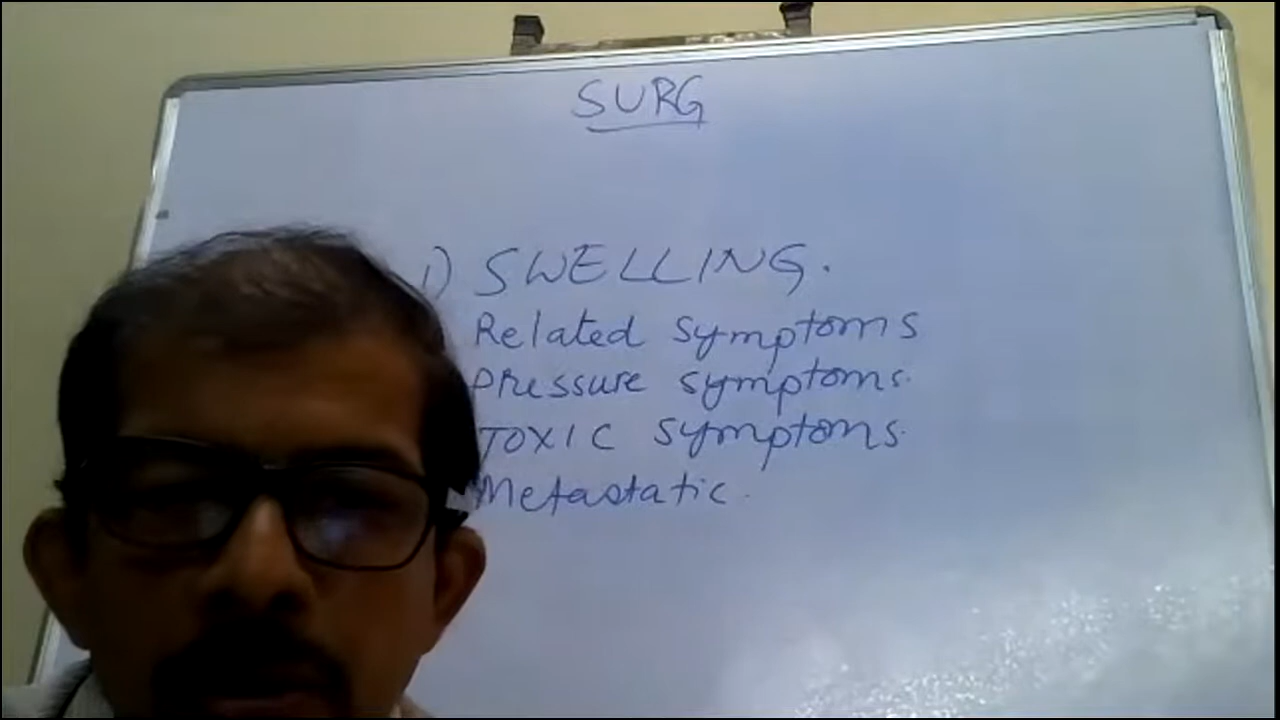 SURG
1) SWELLING.
Related symptoms
Pressure symptoms.
TOXIC symptoms.
Metastatic.